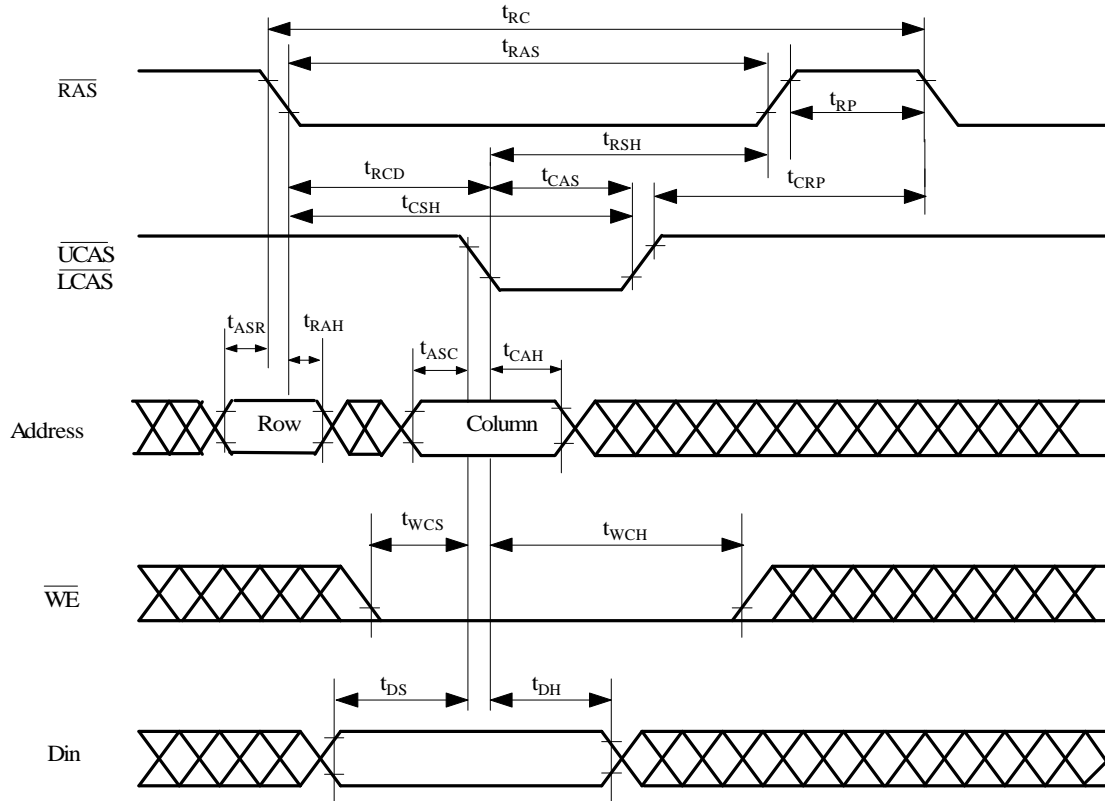 tRC
tRAS
RAS
tRP
tRSH
tRCD
tCAS
tCRP
tCSH
UCAS
LCAS
tASR
tRAH
tASC
tCAH
Address
Row
Column
tWCS
tWCH
WE
tDS
tDH
Din